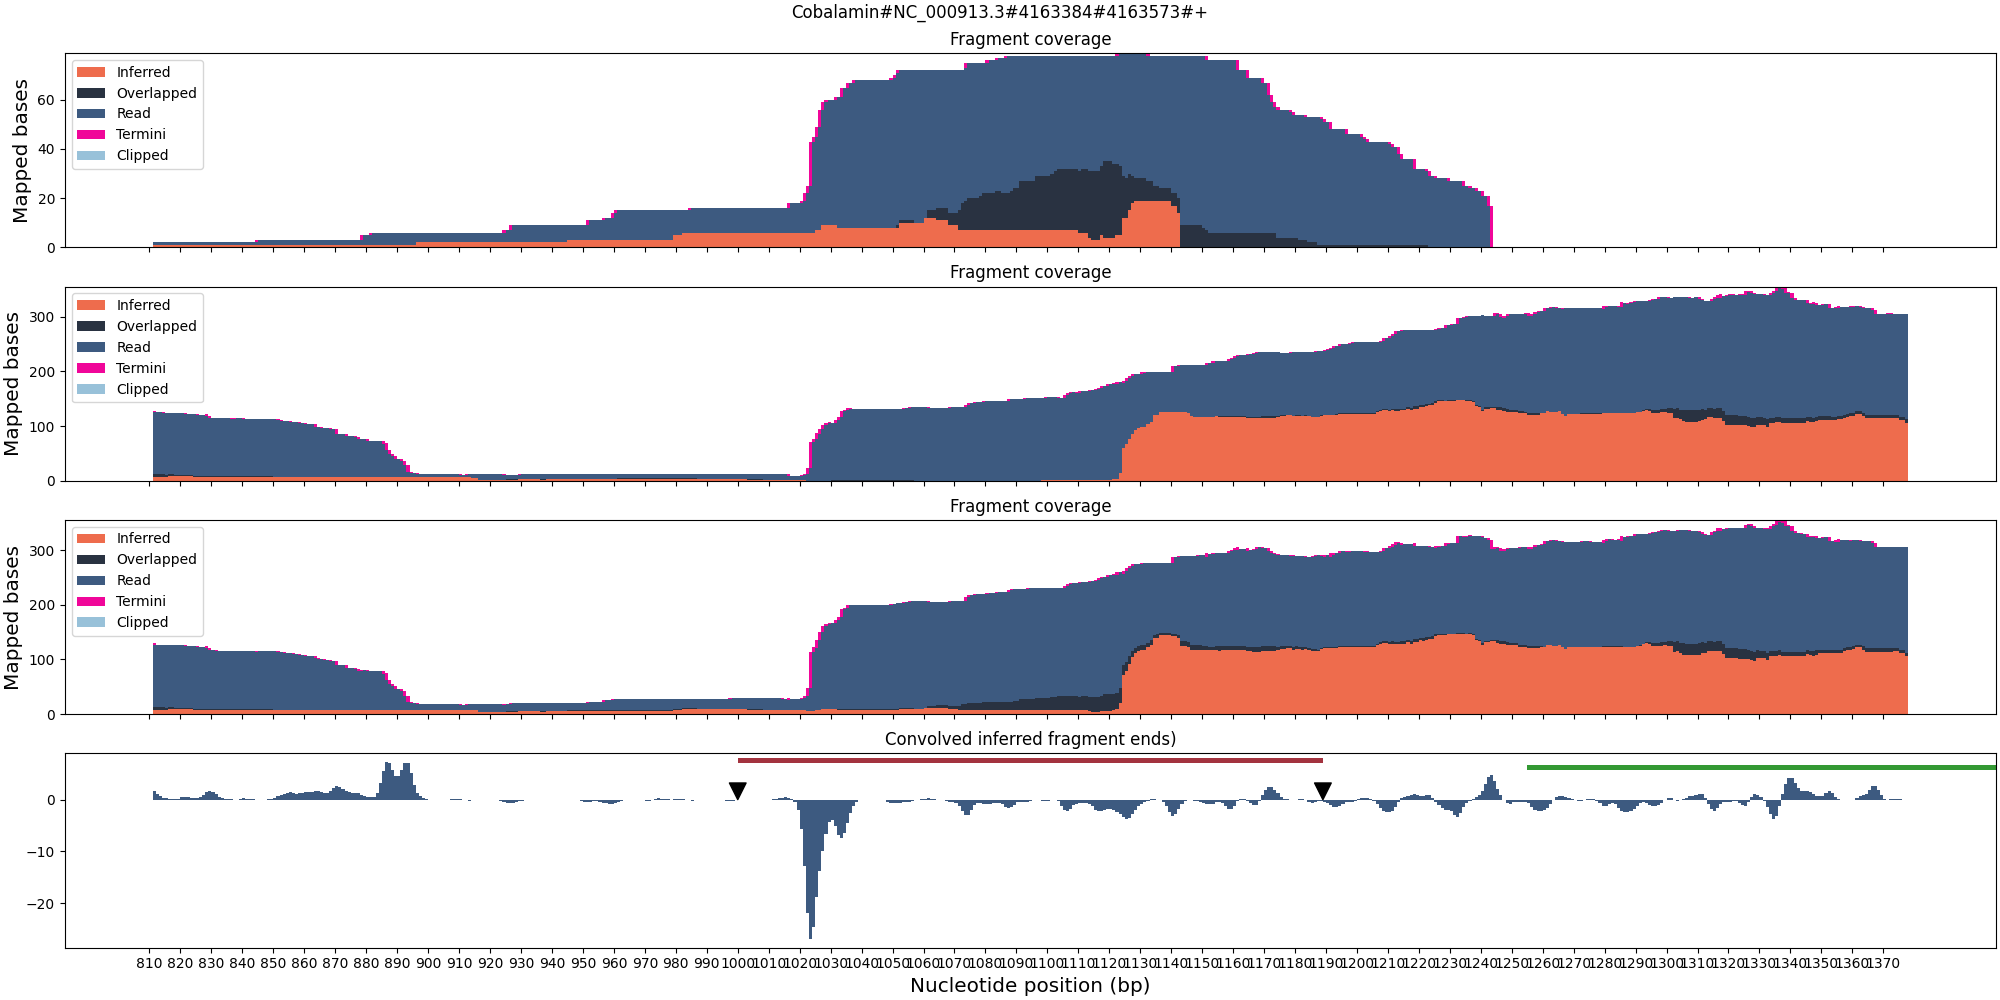 Cobalamin#NC_000913.3#4163384#4163573#+
Fragment coverage
Mapped bases
60
40
20
0
Inferred
Overlapped
Read
Termini
Clipped
Fragment coverage
Mapped bases
300
200
100
0
Inferred
Overlapped
Read
Termini
Clipped
Fragment coverage
Mapped bases
300
200
100
0
Inferred
Overlapped
Read
Termini
Clipped
Convolved inferred fragment ends)
0
−10
−20
810 820 830 840 850 860 870 880 890 900 910 920 930 940 950 960 970 980 990 1000 1010 1020 1030 1040 1050 1060 1070 1080 1090 1100 1110 1120 1130 1140 1150 1160 1170 1180 1190 1200 1210 1220 1230 1240 1250 1260 1270 1280 1290 1300 1310 1320 1330 1340 1350 1360 1370
Nucleotide position (bp)